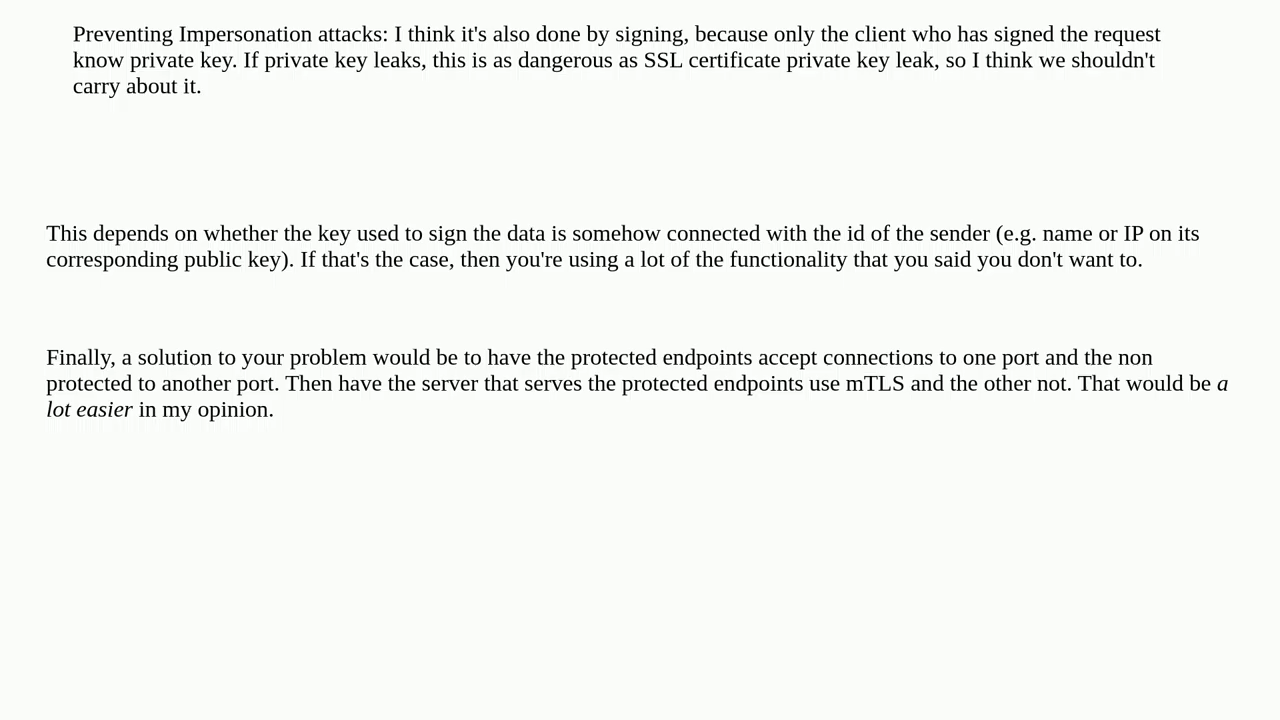 Preventing Impersonation attacks: I think it's also done by signing, because only the client who has signed the request
know private key. If private key leaks, this is as dangerous as SSL certificate private key leak, so I think we shouldn't
carry about it.
This depends on whether the key used to sign the data is somehow connected with the id of the sender (e.g. name or IP on its
corresponding public key). If that's the case, then you're using a lot of the functionality that you said you don't want to.
Finally, a solution to your problem would be to have the protected endpoints accept connections to one port and the non
protected to another port. Then have the server that serves the protected endpoints use mTLS and the other not. That would be a
lot easier in my opinion.